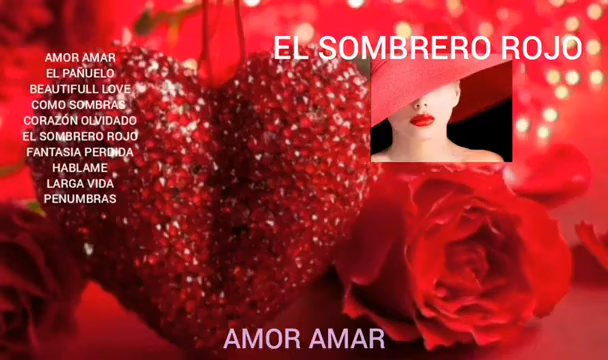 EL SOMBRERO ROJO
AMOR AMAR
EL PAÑUELO
BEAUTIFULL LOVE
COMO SOMBRAS
CORAZÓN OLVIDADO
EL SOMBRERO ROJO
FANTASIA PERDIDA
HABLAME
LARGA VIDA
PENUMBRAS
AMOR AMAR